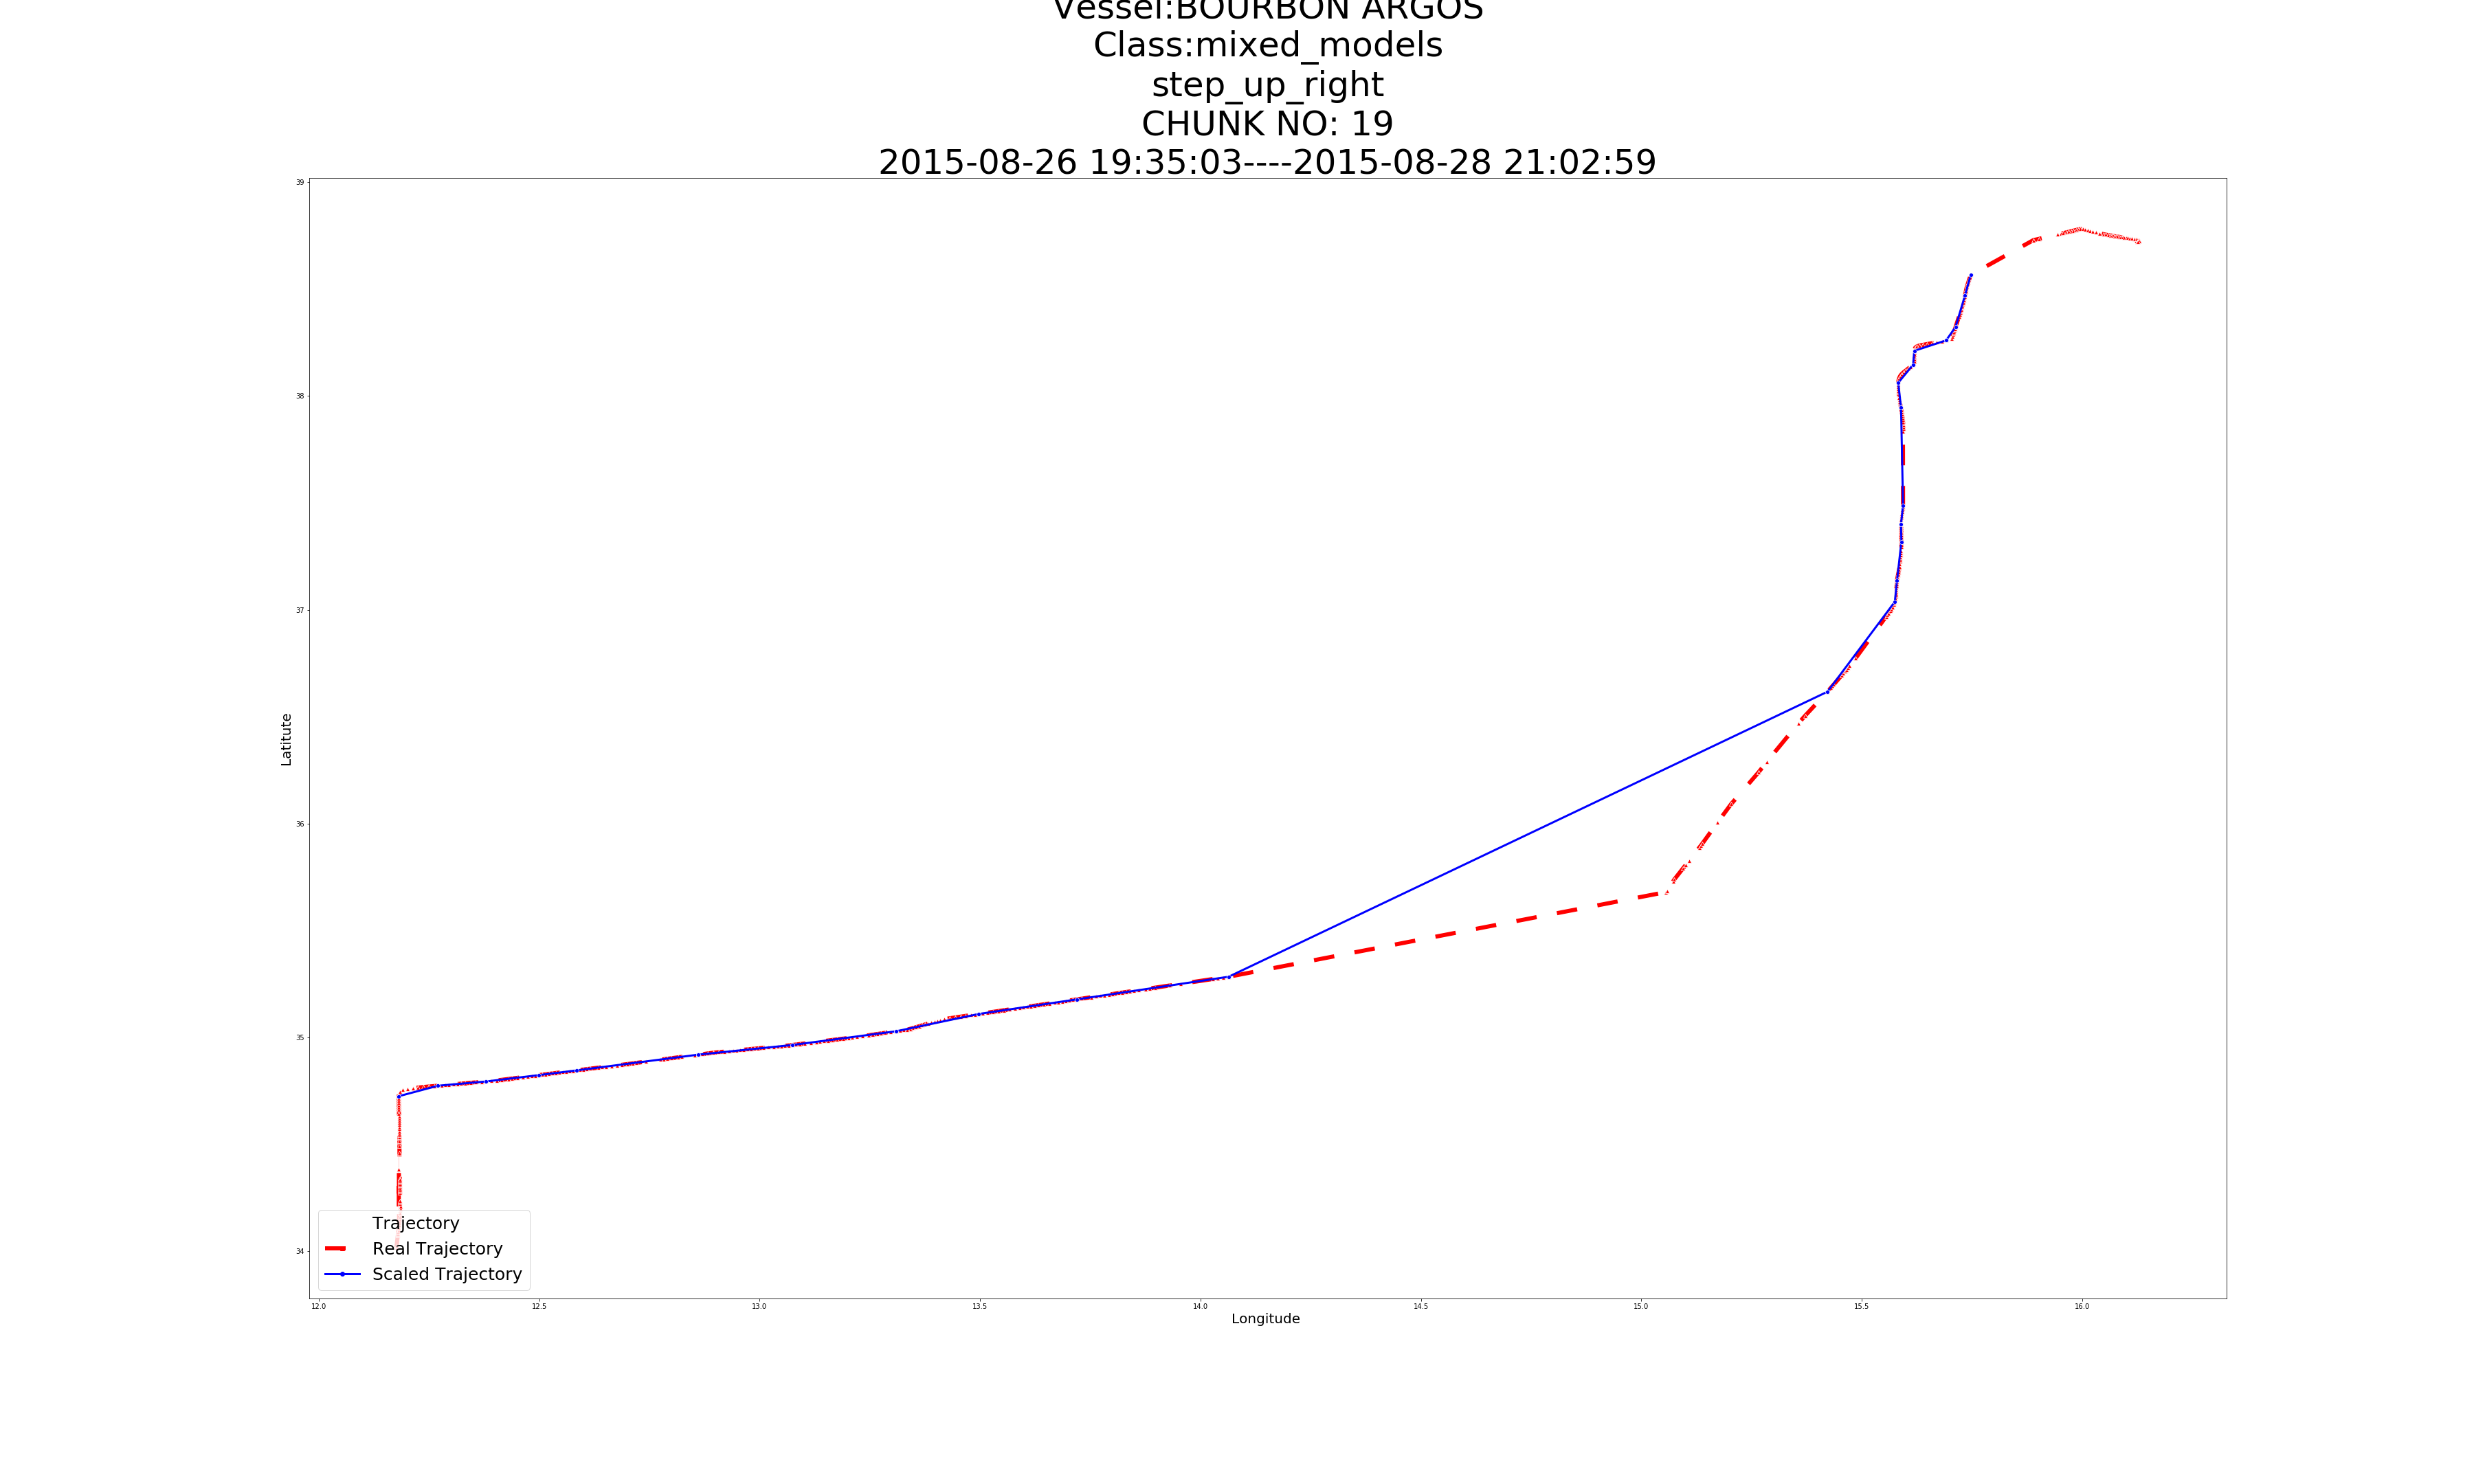 Vessel:BOURBON ARGOS
Class:mixed_models
step_up_right
CHUNK NO: 19
2015-08-26 19:35:03----2015-08-28 21:02:59
39
38
37
36
35
34
Latitute
Trajectory
Real Trajectory
Scaled Trajectory
12.0 12.5 13.0 13.5 14.0 14.5 15.0 15.5 16.0
Longitude